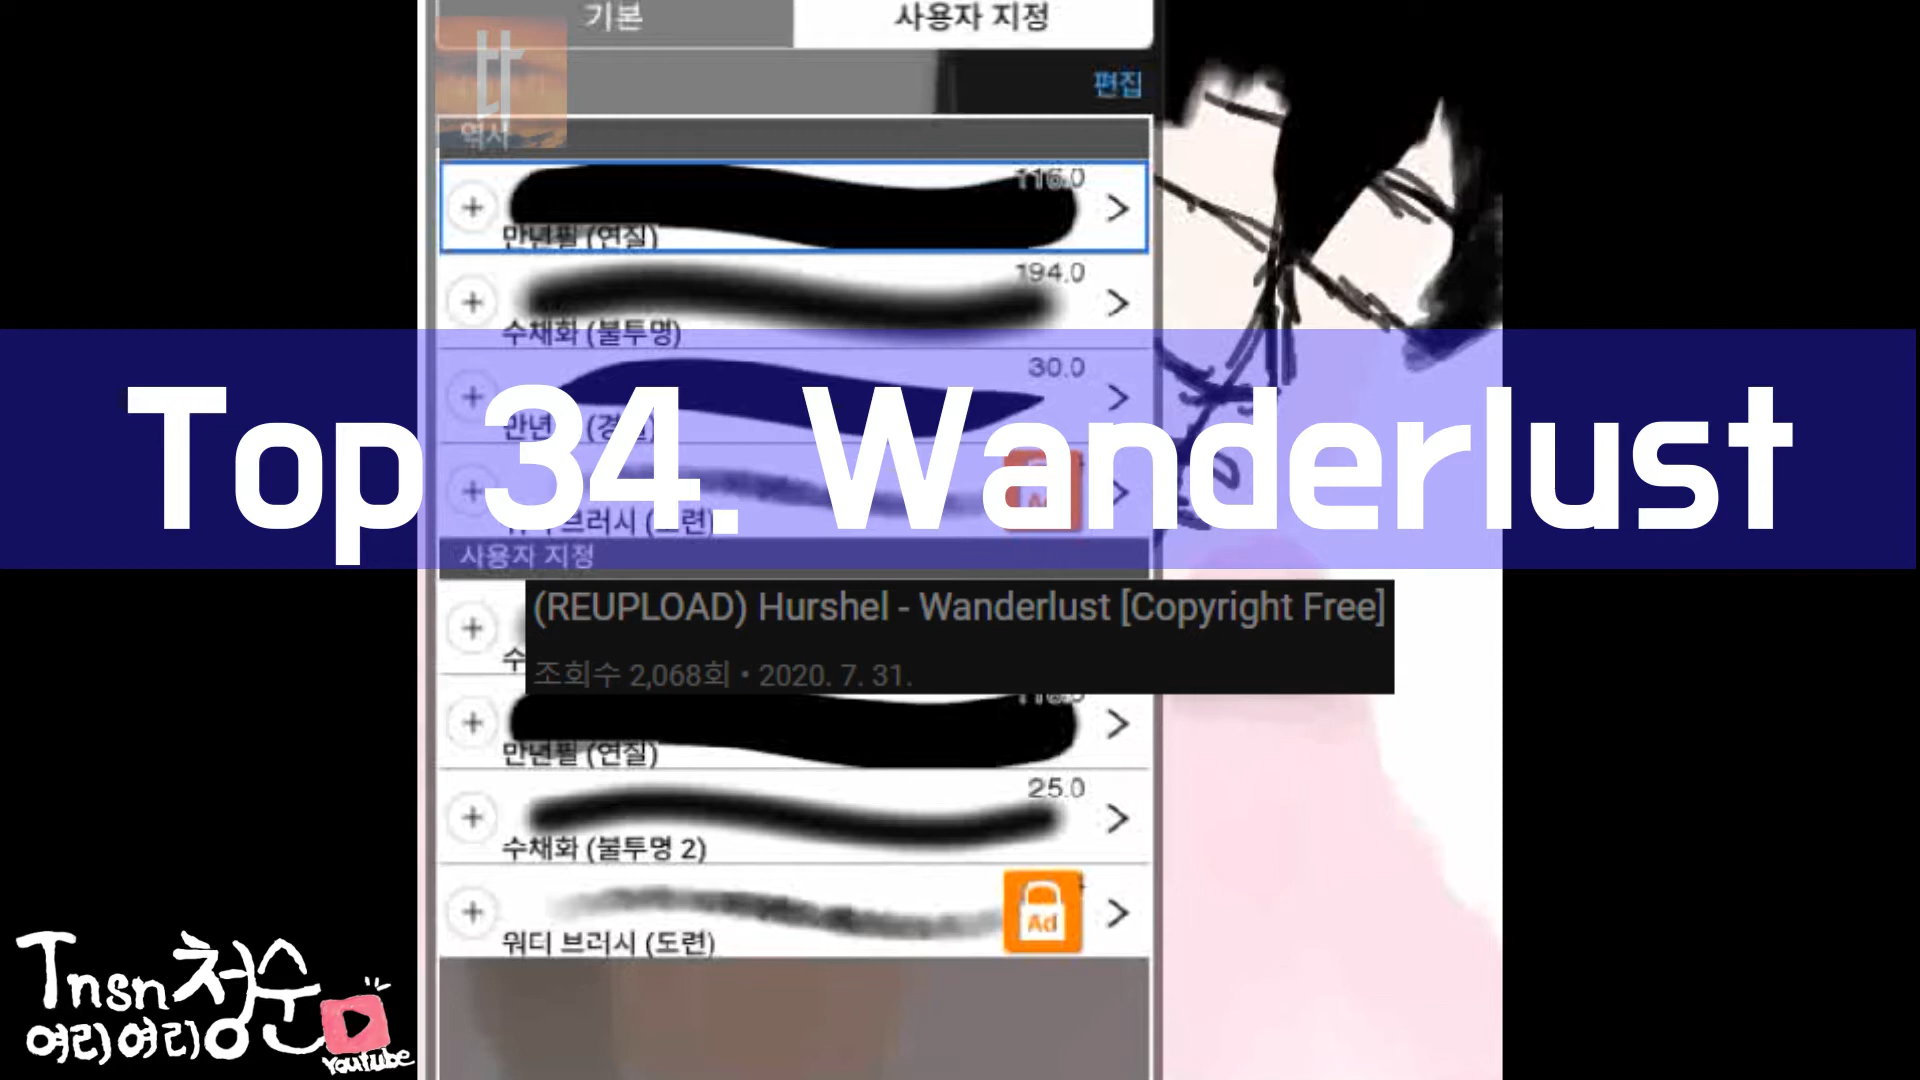 기본 사용자 지정
편집
116.0
만년필 (연질)
194.0
수채화 (불투명)
30.0
Top 34. Wanderlust
사용자 지정
(REUPLOAD) Hurshel - Wanderlust [Copyright Free]
조회수 2,068회 • 2020. 7. 31.
만년필 (연질)
25.0
수채화 (불투명 2)
Ad
워터 브러시 (도련)
Tnsn청순
여리여리
Youtube